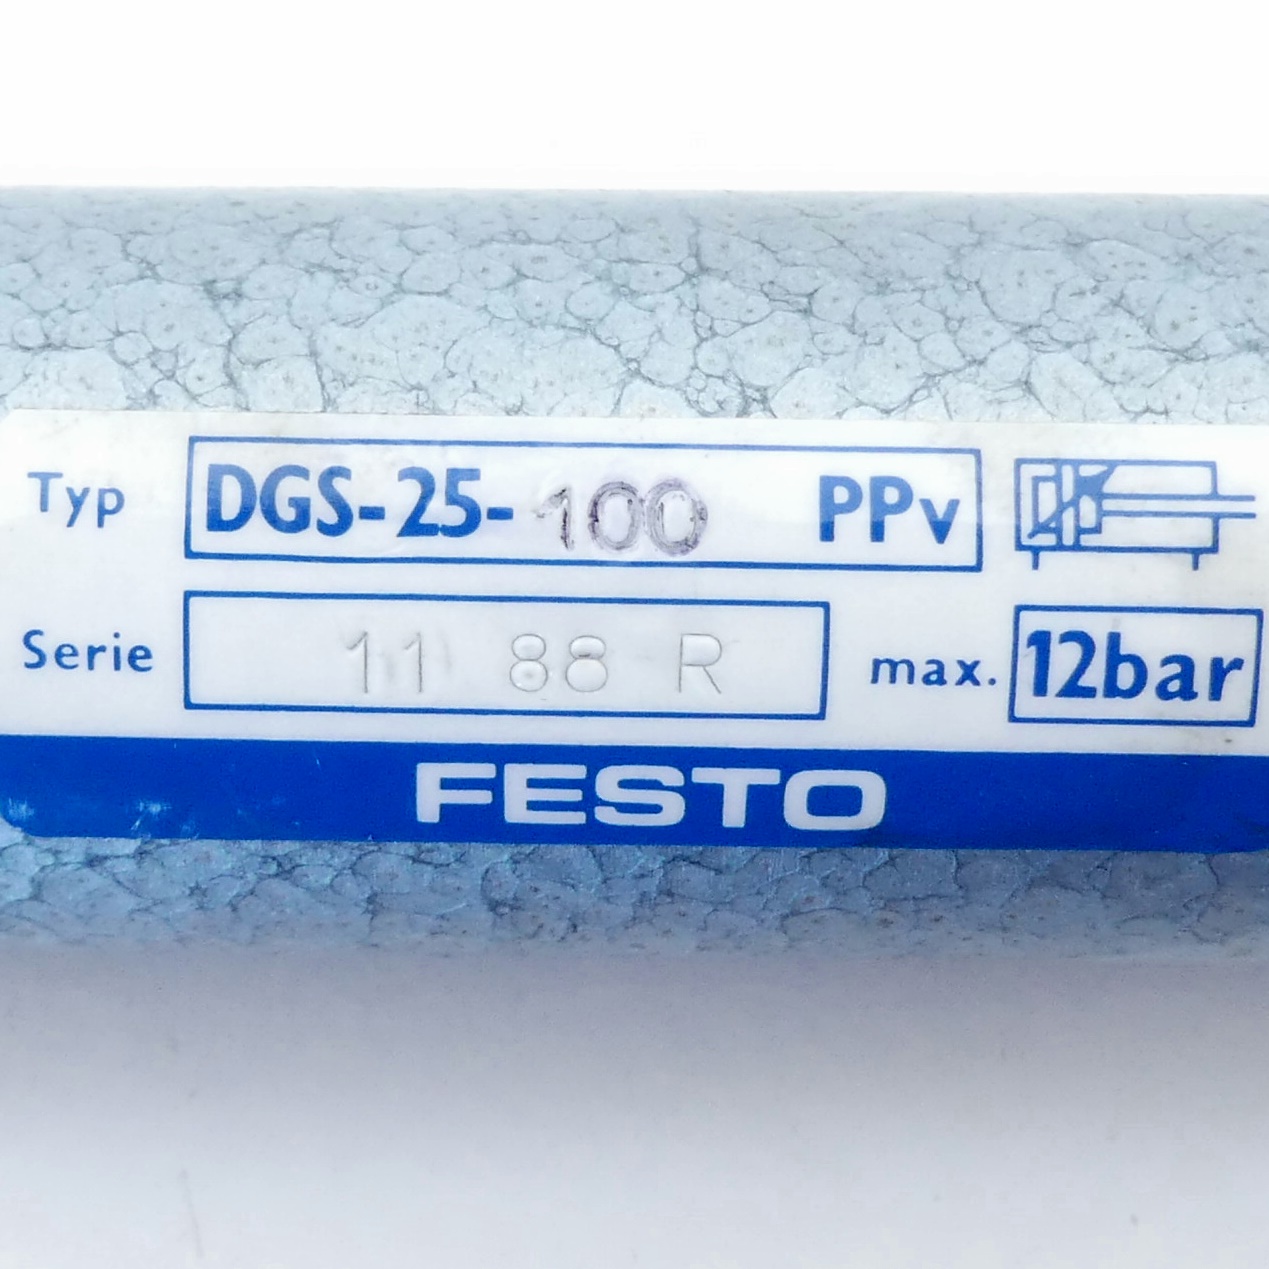 Typ DGS-25-100 PPv
Serie 11 88 R max. 12bar
FESTO